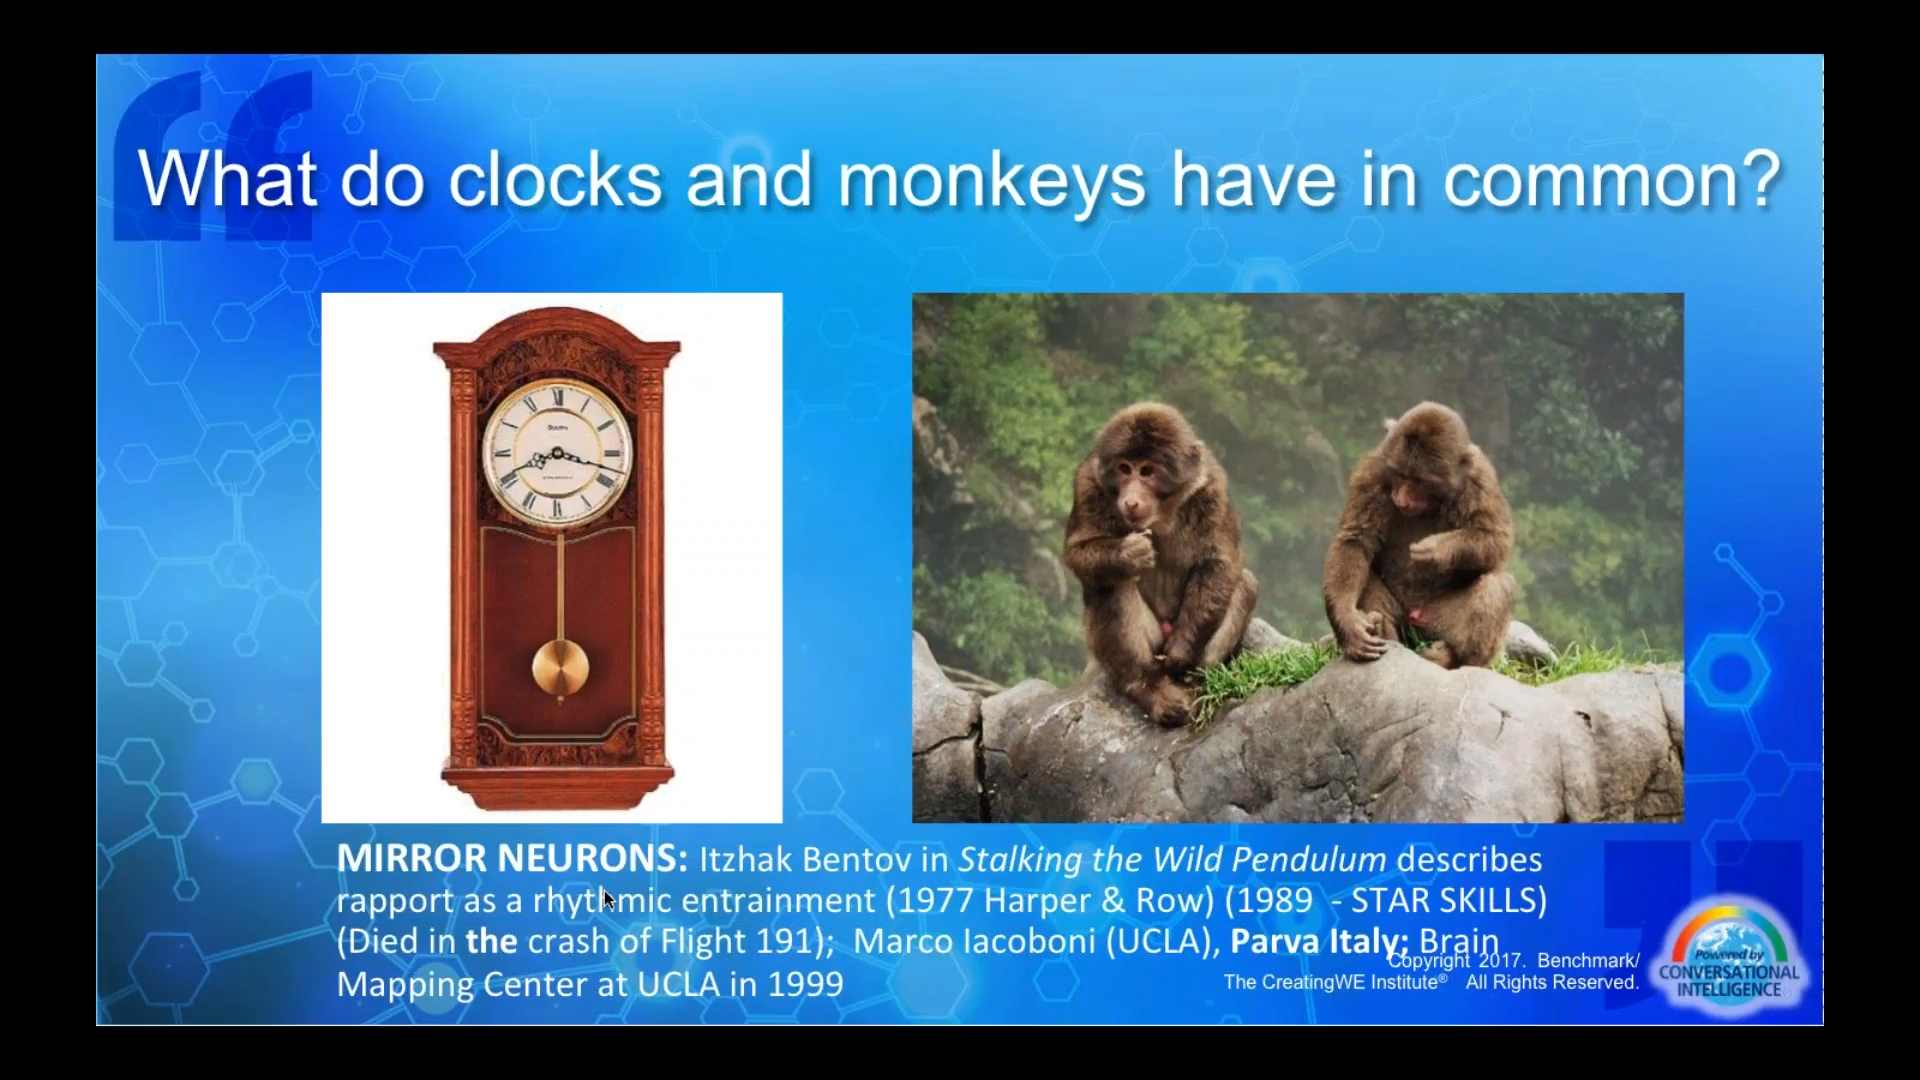 What do clocks and monkeys have in common?
MIRROR NEURONS: Itzhak Bentov in Stalking the Wild Pendulum describes
rapport as a rhythmic entrainment (1977 Harper & Row) (1989 - STAR SKILLS)
(Died in the crash of Flight 191); Marco Iacoboni (UCLA), Parva Italy; Brain
Mapping Center at UCLA in 1999
Copyright 2017. Benchmark/
The CreatingWE Institute® All Rights Reserved.
Powered by
CONVERSATIONAL
INTELLIGENCE